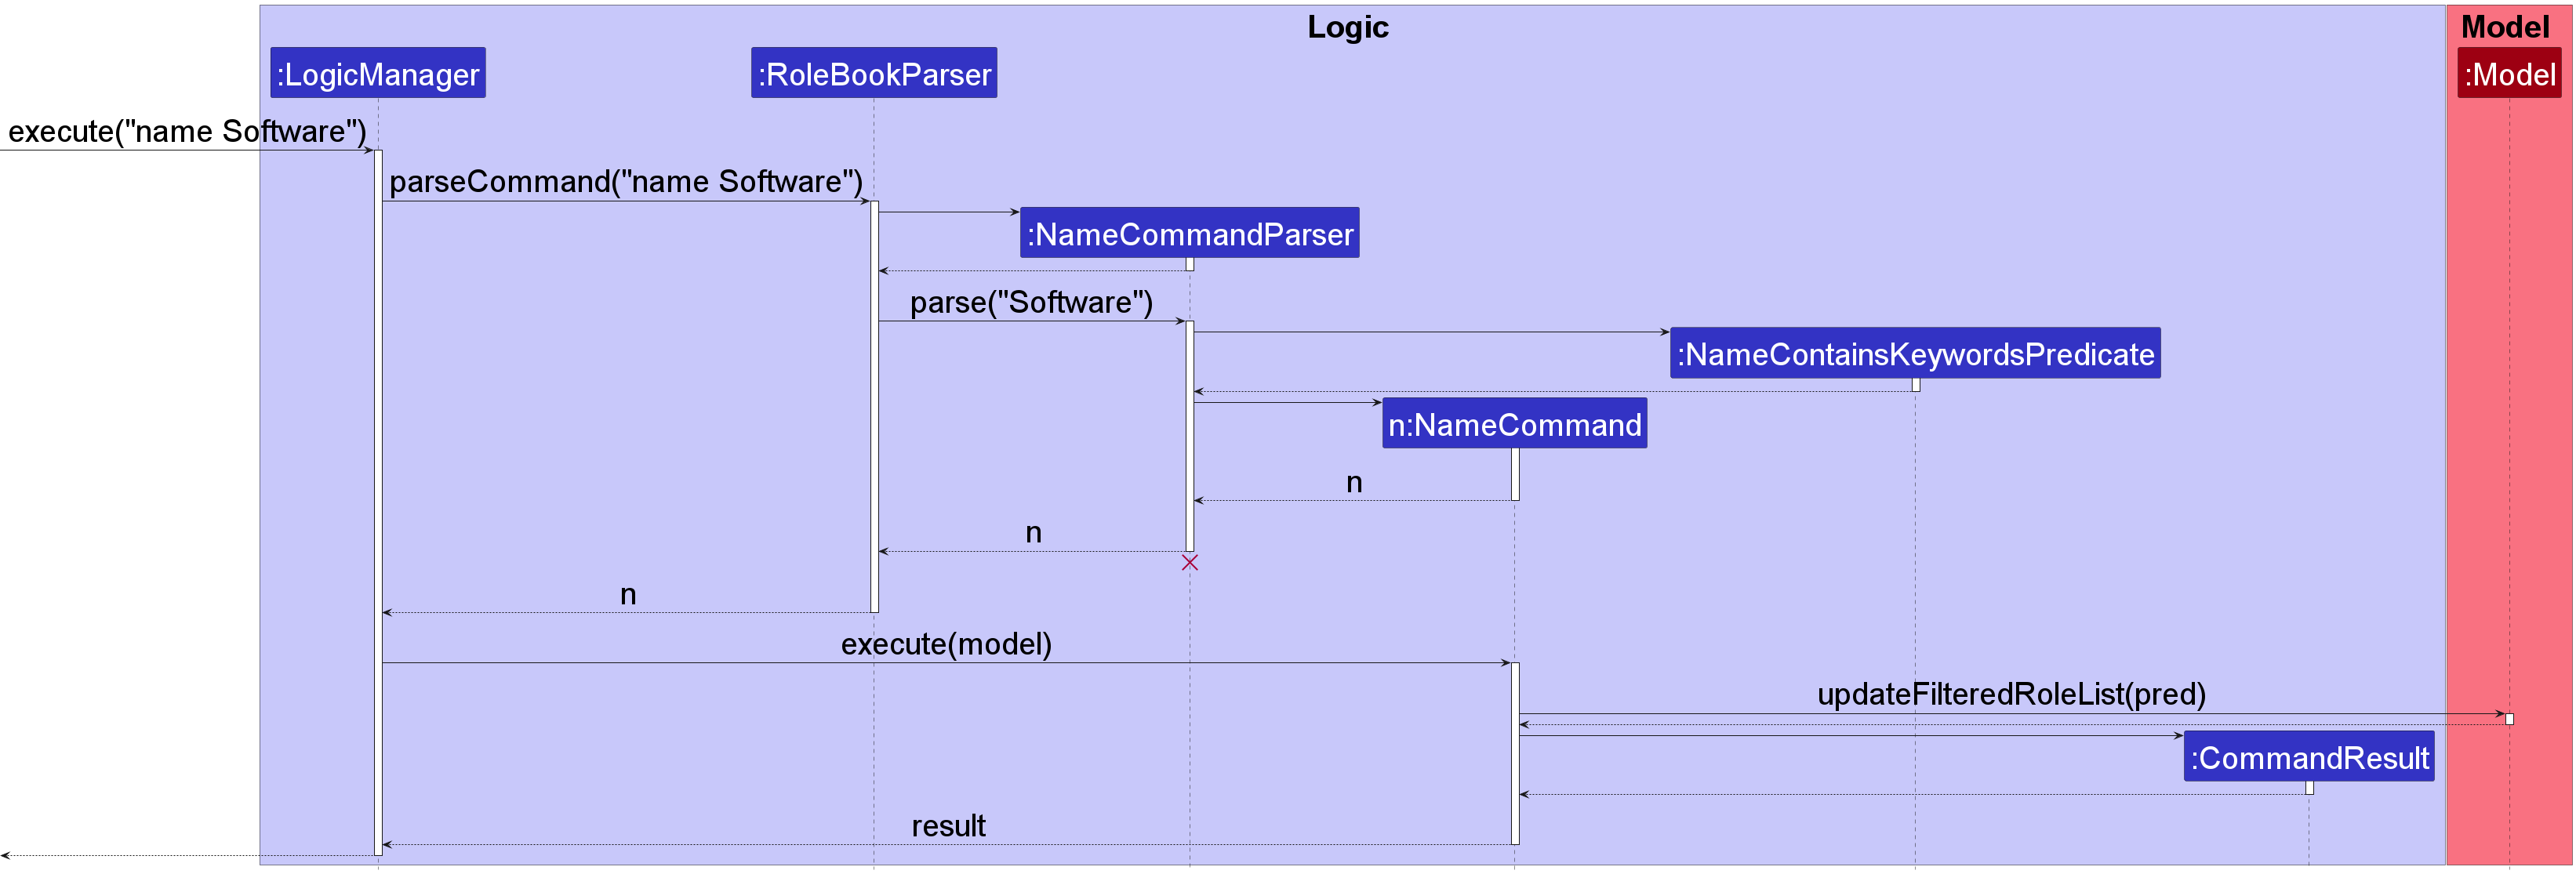 Logic
Model
:LogicManager
:RoleBookParser
:Model
execute("name Software")
parseCommand("name Software")
:NameCommandParser
parse("Software")
:NameContainsKeywordsPredicate
n:NameCommand
n
n
n
execute(model)
updateFilteredRoleList(pred)
:CommandResult
result